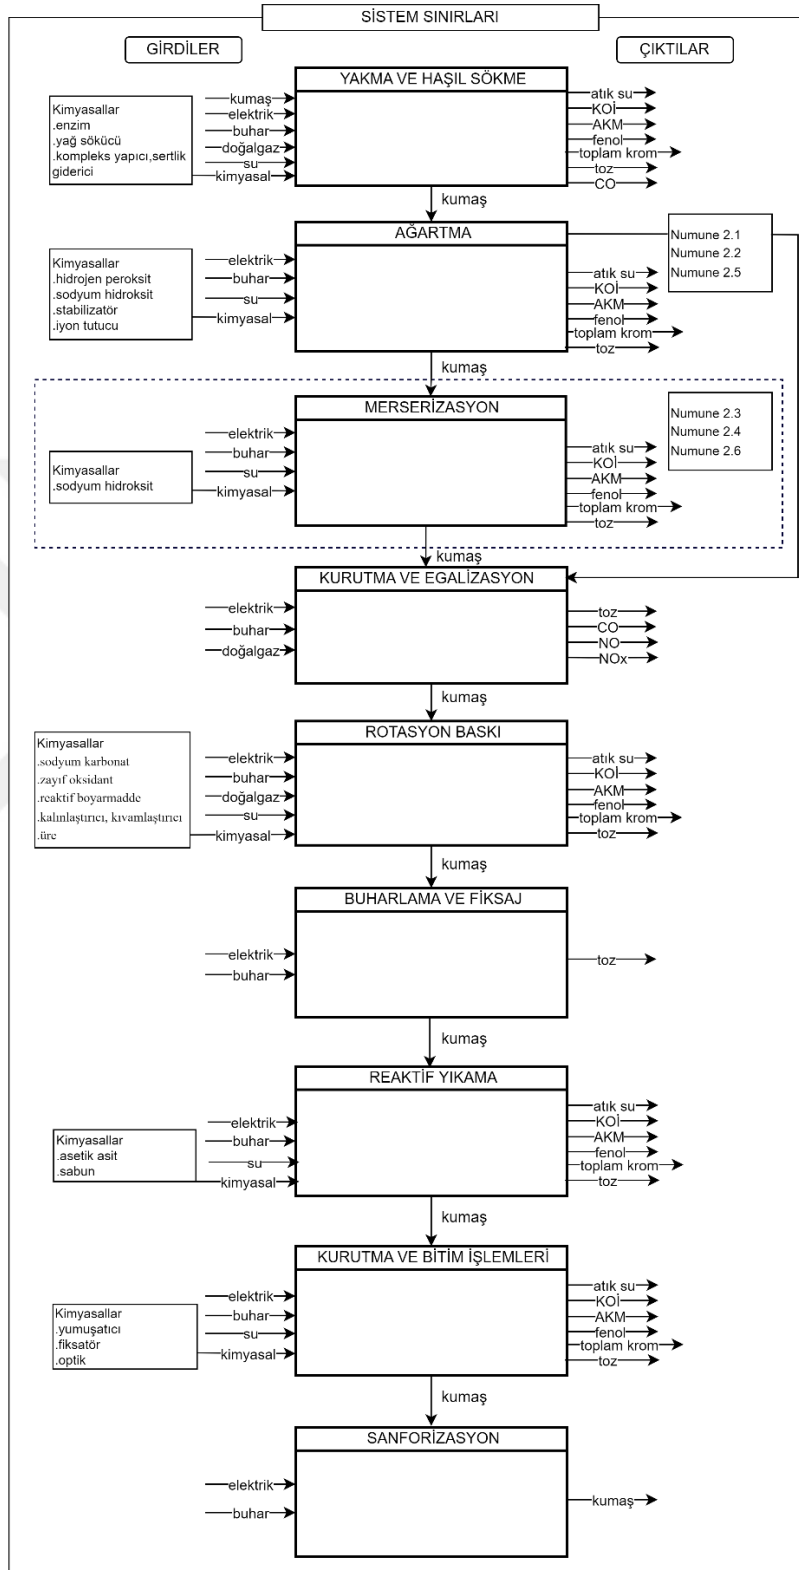 SİSTEM SINIRLARI
GİRDİLER
ÇIKTILAR
YAKMA VE HAŞIL SÖKME
Kimyasallar
.enzim
.yağ sökücü
.kompleks yapıcı,sertlik
giderici
kumaş
elektrik
buhar
doğalgaz
su
kimyasal
atık su
KOİ
AKM
fenol
toplam krom
toz
CO
kumaş
AĞARTMA
Kimyasallar
.hidrojen peroksit
.sodyum hidroksit
.stabilizatör
.iyon tutucu
elektrik
buhar
su
kimyasal
Numune 2.1
Numune 2.2
Numune 2.5
atık su
KOİ
AKM
fenol
toplam krom
toz
kumaş
MERSERİZASYON
Kimyasallar
.sodyum hidroksit
elektrik
buhar
su
kimyasal
Numune 2.3
Numune 2.4
Numune 2.6
atık su
KOİ
AKM
fenol
toplam krom
toz
kumaş
KURUTMA VE EGALİZASYON
elektrik
buhar
doğalgaz
toz
CO
NO
NOx
kumaş
ROTASYON BASKI
Kimyasallar
.sodyum karbonat
.zayıf oksidant
.reaktif boyarmadde
.kalınlaştırıcı, kıvamlaştırıcı
.üre
elektrik
buhar
doğalgaz
su
kimyasal
atık su
KOİ
AKM
fenol
toplam krom
toz
kumaş
BUHARLAMA VE FİKSAJ
elektrik
buhar
toz
kumaş
REAKTİF YIKAMA
Kimyasallar
.asetik asit
.sabun
elektrik
buhar
su
kimyasal
atık su
KOİ
AKM
fenol
toplam krom
toz
kumaş
KURUTMA VE BİTİM İŞLEMLERİ
Kimyasallar
.yumuşatıcı
.fiksatör
.optik
elektrik
buhar
su
kimyasal
atık su
KOİ
AKM
fenol
toplam krom
toz
kumaş
SANFORİZASYON
elektrik
buhar
kumaş